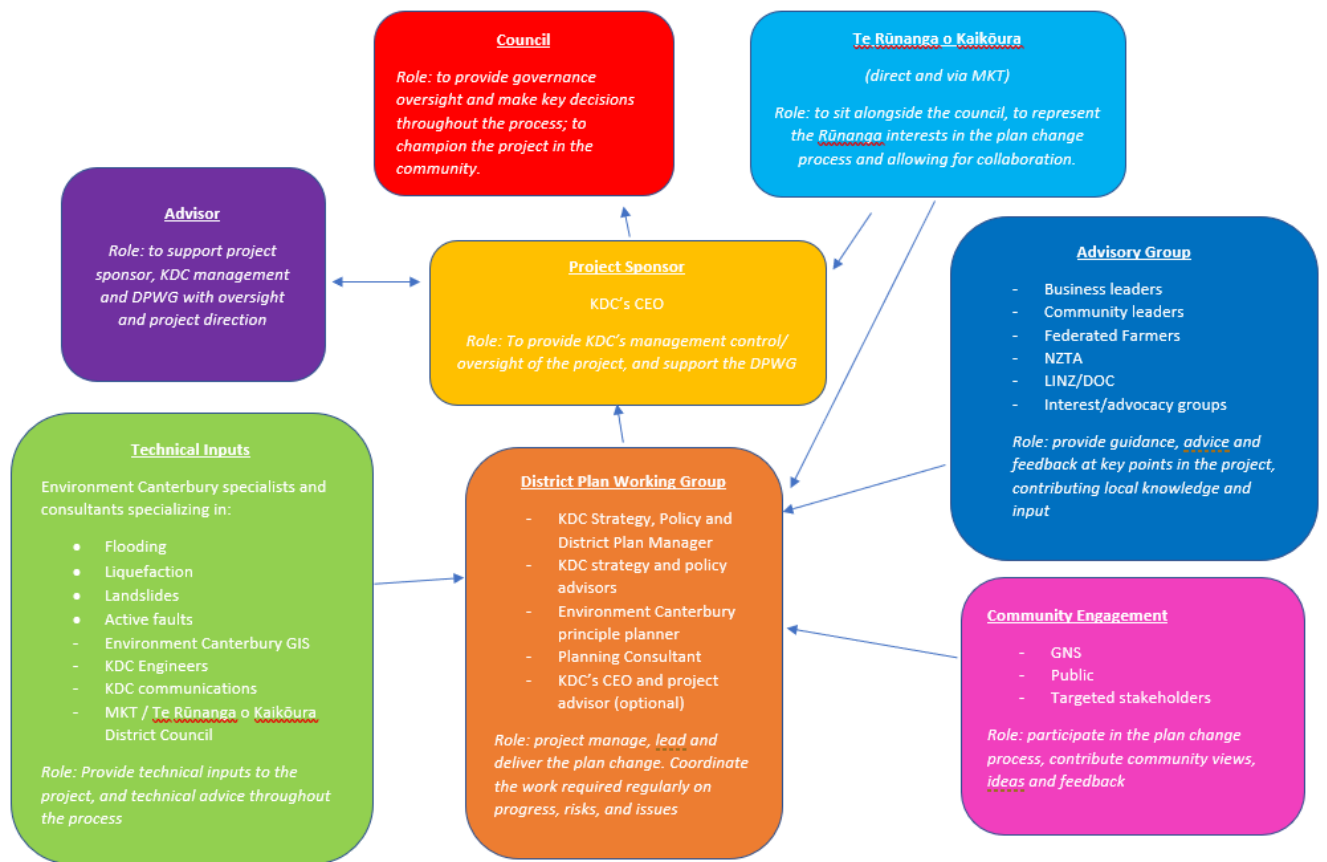 Council
Role: to provide governance
oversight and make key decisions
throughout the process; to
champion the project in the
community.
Te Rūnanga o Kaikōura
(direct and via MKT)
Role: to sit alongside the council, to represent
the Rūnanga interests in the plan change
process and allowing for collaboration.
Advisor
Role: to support project
sponsor, KDC management
and DPWG with oversight
and project direction
Project Sponsor
KDC's CEO
Role: To provide KDC's management control/
oversight of the project, and support the DPWG
Advisory Group
- Business leaders
- Community leaders
- Federated Farmers
- NZTA
- LINZ/DOC
- Interest/advocacy groups
Role: provide guidance, advice and
feedback at key points in the project,
contributing local knowledge and
input
Technical Inputs
Environment Canterbury specialists and
consultants specializing in:
● Flooding
● Liquefaction
● Landslides
● Active faults
- Environment Canterbury GIS
- KDC Engineers
- KDC communications
- MKT / Te Rūnanga o Kaikōura
District Council
Role: Provide technical inputs to the
project, and technical advice throughout
the process
District Plan Working Group
- KDC Strategy, Policy and
District Plan Manager
- KDC strategy and policy
advisors
- Environment Canterbury
principle planner
- Planning Consultant
- KDC's CEO and project
advisor (optional)
Role: project manage, lead and
deliver the plan change. Coordinate
the work required regularly on
progress, risks, and issues
Community Engagement
- GNS
- Public
- Targeted stakeholders
Role: participate in the plan change
process, contribute community views,
ideas and feedback